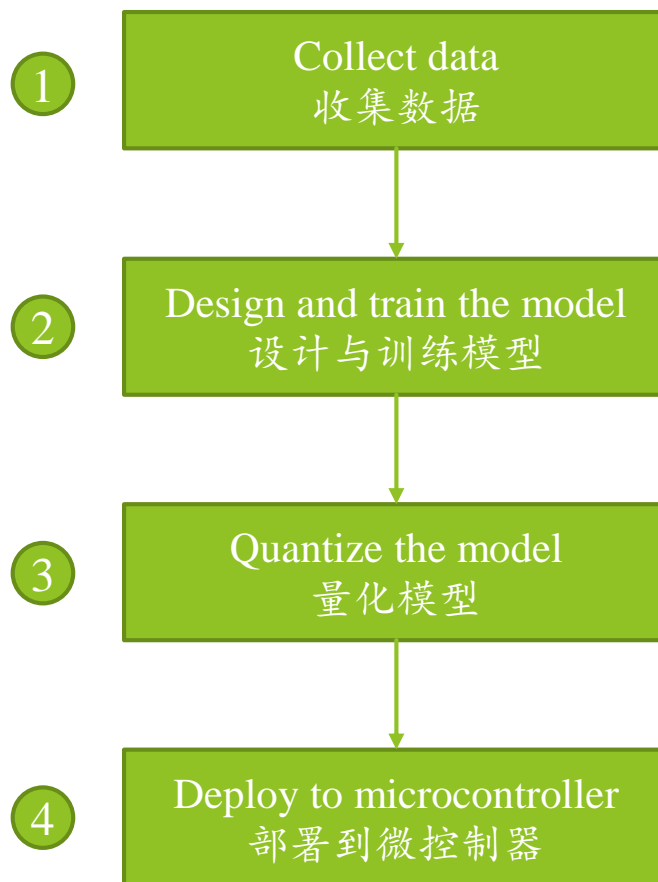 1
Collect data
收集数据
2
Design and train the model
设计与训练模型
3
Quantize the model
量化模型
4
Deploy to microcontroller
部署到微控制器